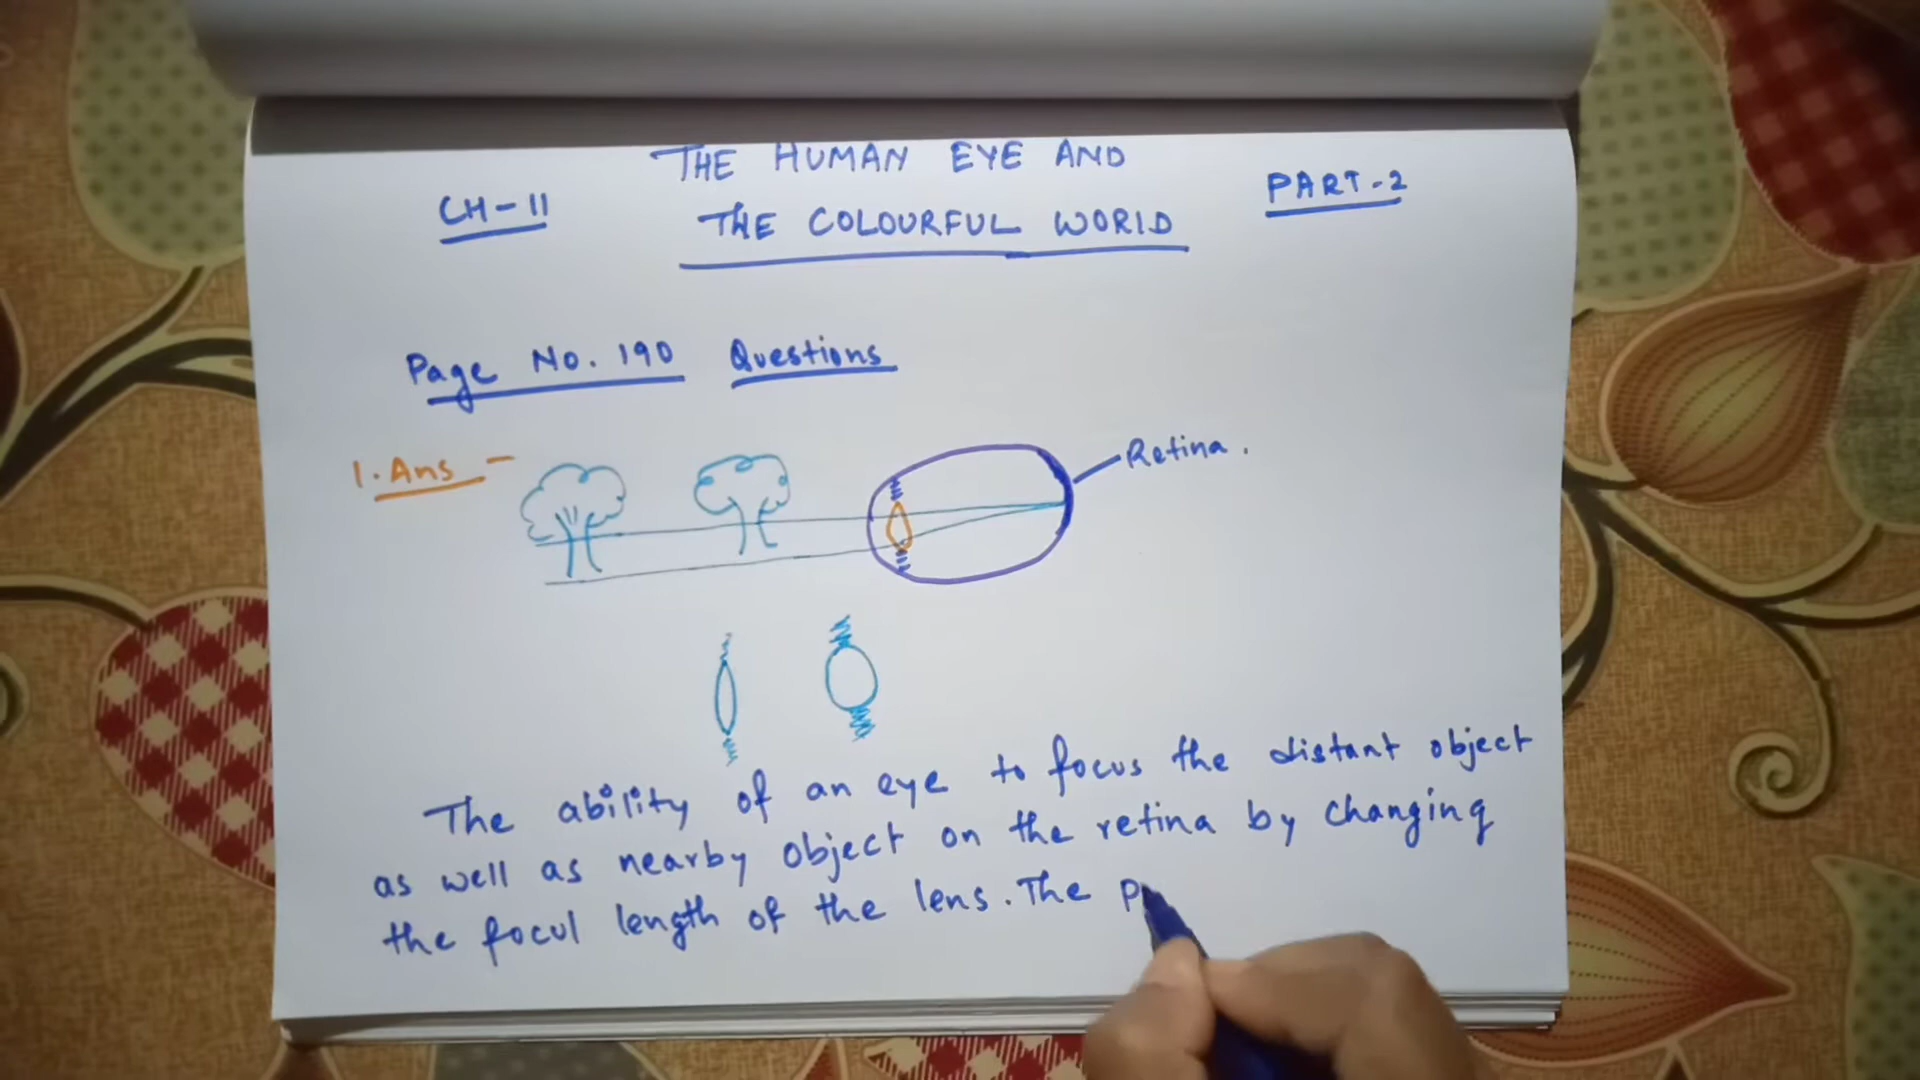 THE HUMAN EYE AND
CH-11
THE COLOURFUL WORLD
PART-2
Page No. 190 Questions
1. Ans -
Retina.
The ability of an eye to focus the distant object
as well as nearby object on the retina by changing
the focul length of the lens. The p